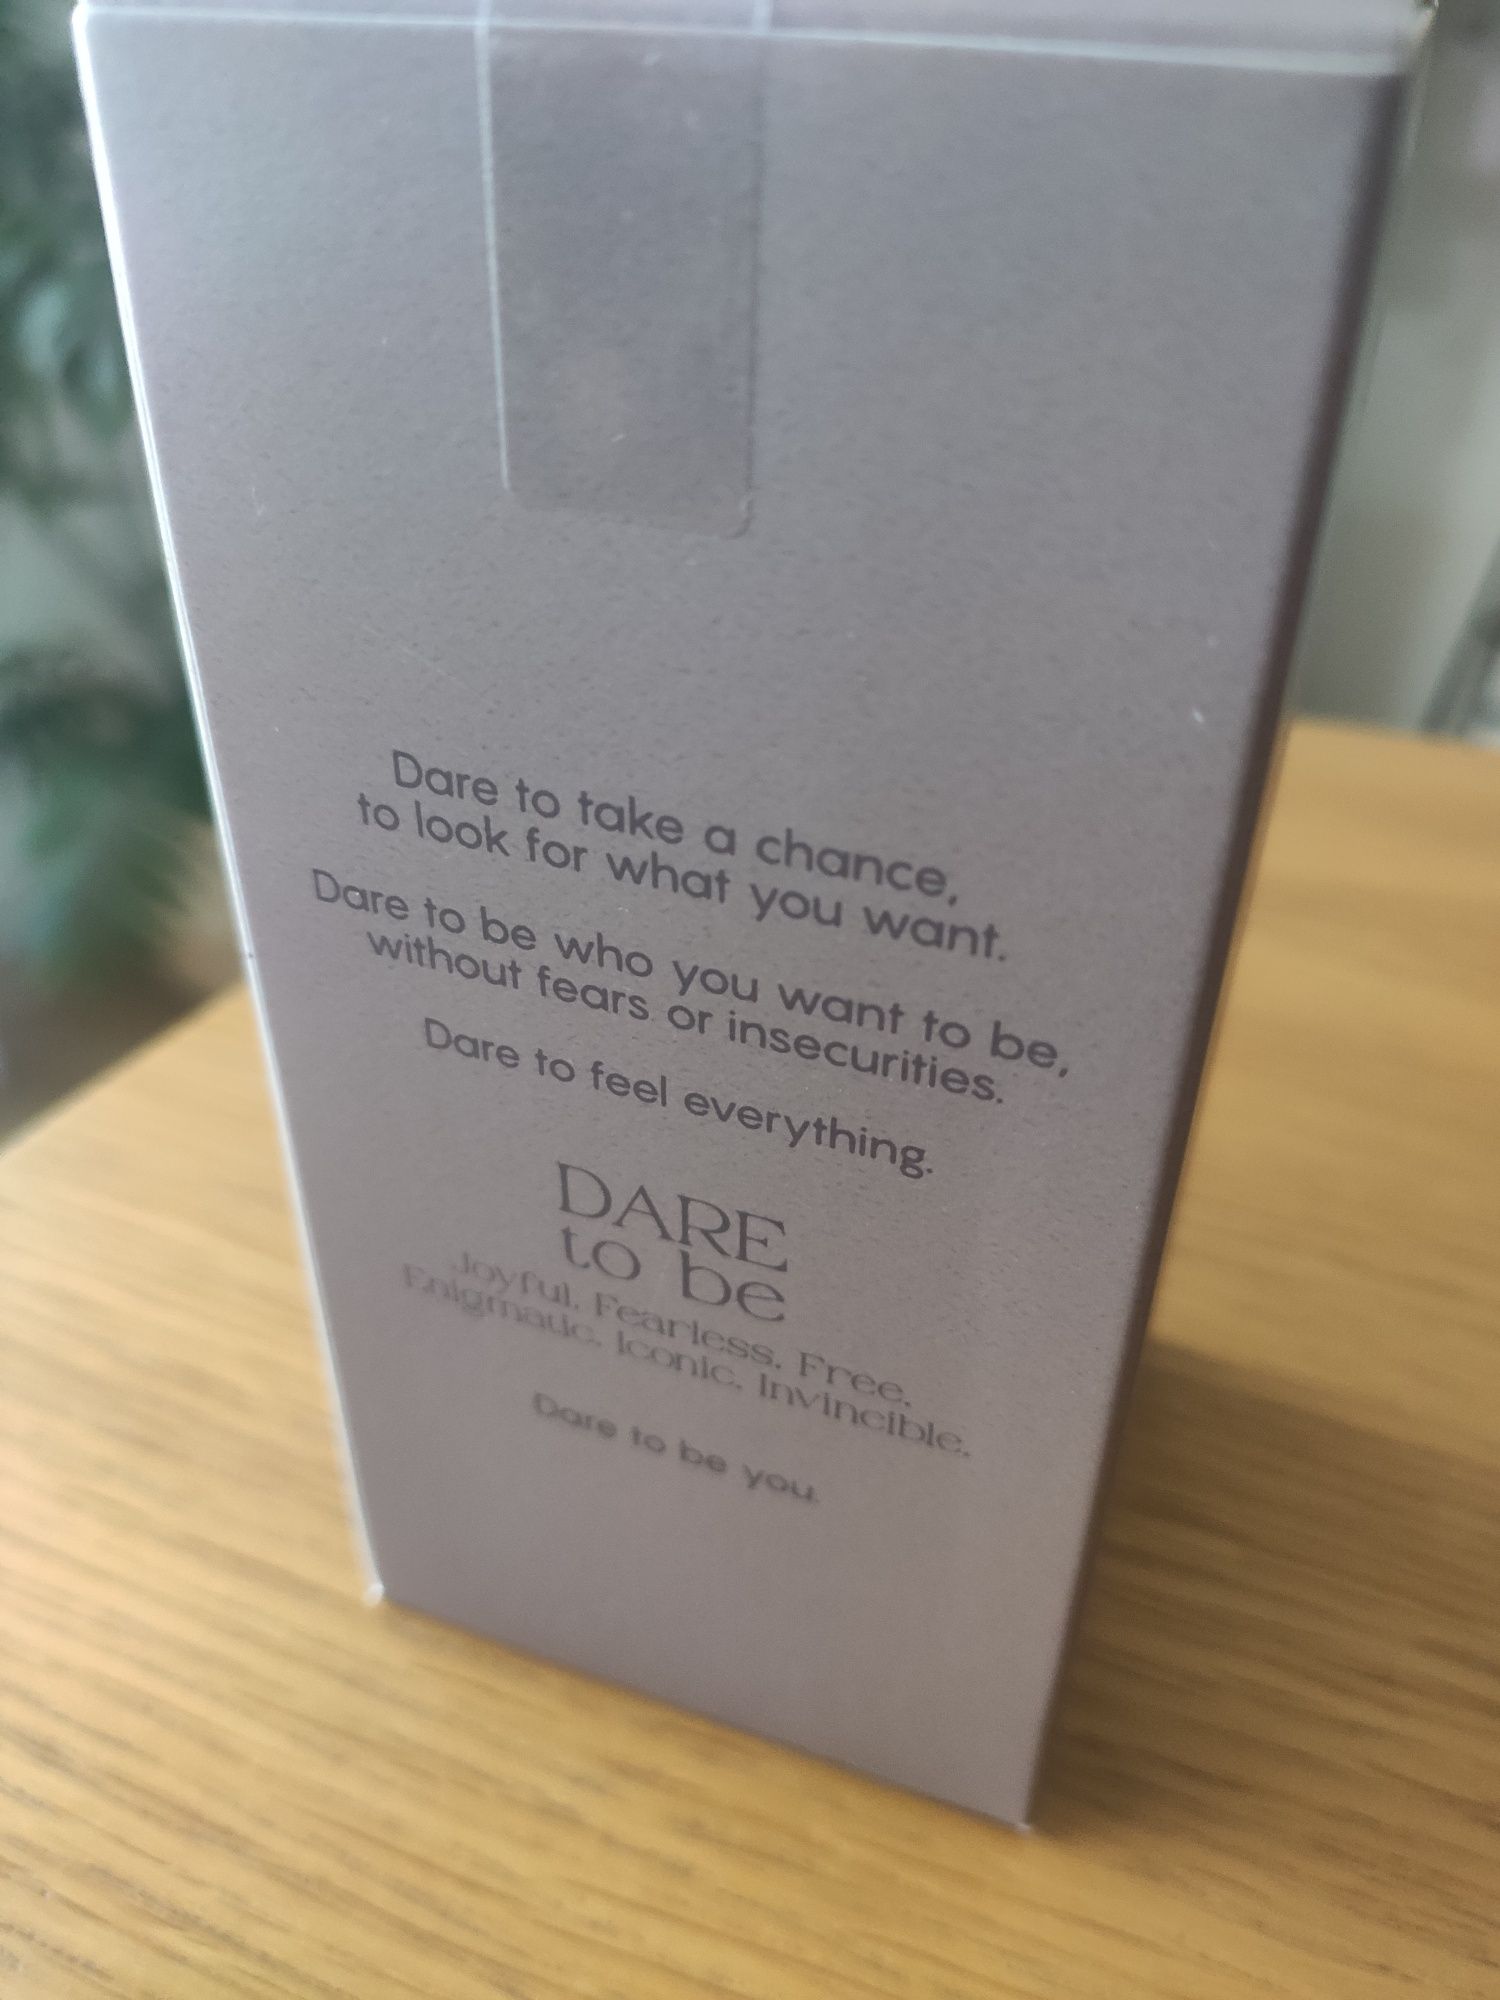 Dare to take a chance,
to look for what you want.
Dare to be who you want to be,
without fears or insecurities.
Dare to feel everything.
DARE
to be
Joyful. Fearless. Free.
Enigmatic. Iconic. Invincible.
Dare to be you.